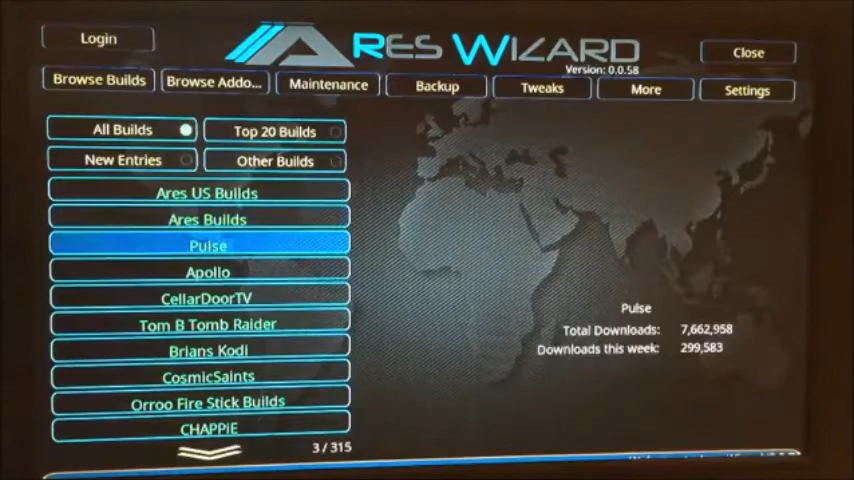 Login
ARES WIZARD
Version: 0.0.58
Close
Browse Builds
Browse Addo...
Maintenance
Backup
Tweaks
More
Settings
All Builds
Top 20 Builds
New Entries
Other Builds
Ares US Builds
Ares Builds
Pulse
Apollo
CellarDoorTV
Tom B Tomb Raider
Brians Kodi
CosmicSaints
Orroo Fire Stick Builds
CHAPPiE
3 / 315
Pulse
Total Downloads: 7,662,958
Downloads this week: 299,583